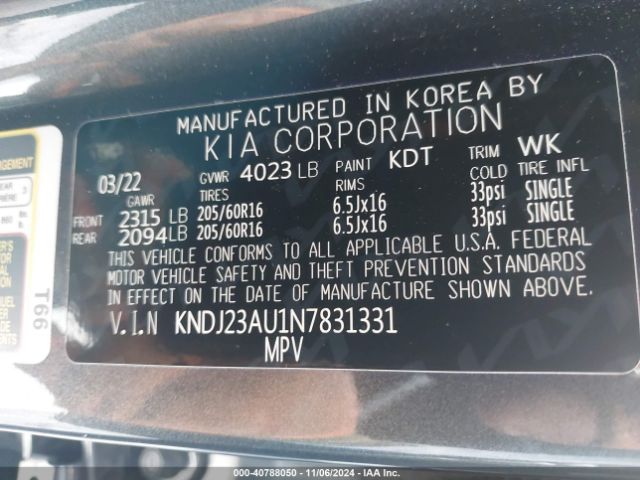 MANUFACTURED IN KOREA BY
KIA CORPORATION
03/22 GVWR 4023 LB PAINT KDT TRIM WK
GAWR TIRES RIMS COLD TIRE INFL
FRONT 2315 LB 205/60R16 6.5Jx16 33psi SINGLE
REAR 2094 LB 205/60R16 6.5Jx16 33psi SINGLE
THIS VEHICLE CONFORMS TO ALL APPLICABLE U.S.A. FEDERAL
MOTOR VEHICLE SAFETY AND THEFT PREVENTION STANDARDS
IN EFFECT ON THE DATE OF MANUFACTURE SHOWN ABOVE.
V.I.N KNDJ23AU1N7831331
MPV
T66
000-40788050 - 11/06/2024 - IAA Inc.